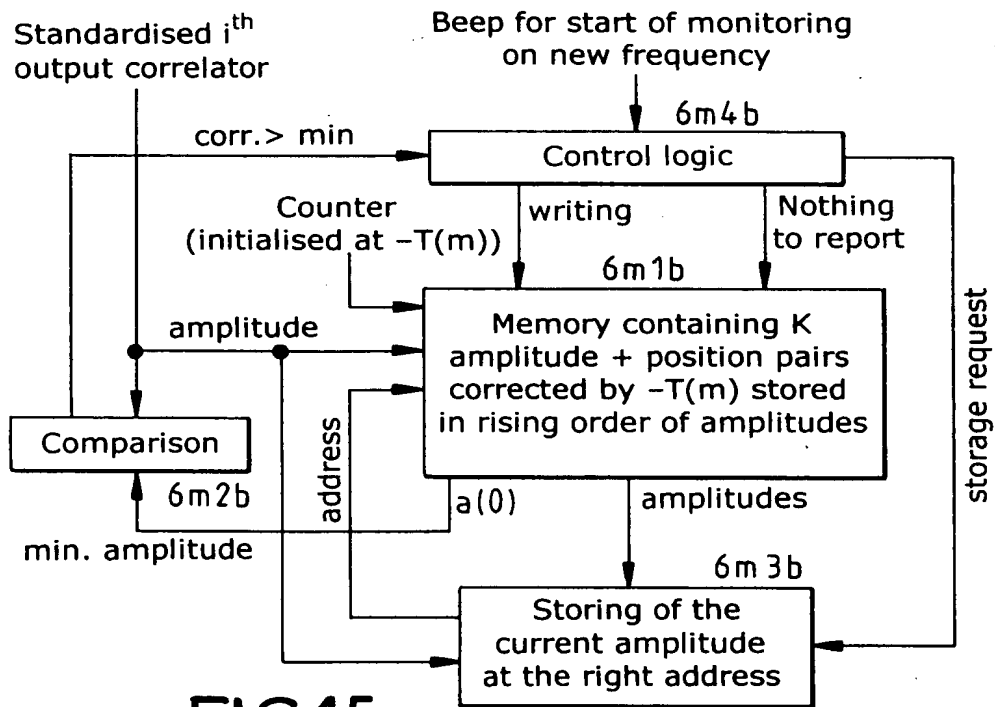 Standardised iᵗʰ
output correlator
Beep for start of monitoring
on new frequency
6m4b
corr.> min
Control logic
Counter
(initialised at –T(m))
writing
Nothing
to report
6m1b
amplitude
Memory containing K
amplitude + position pairs
corrected by –T(m) stored
in rising order of amplitudes
storage request
Comparison
6m2b
address
a(0)
amplitudes
min. amplitude
6m3b
Storing of the
current amplitude
at the right address